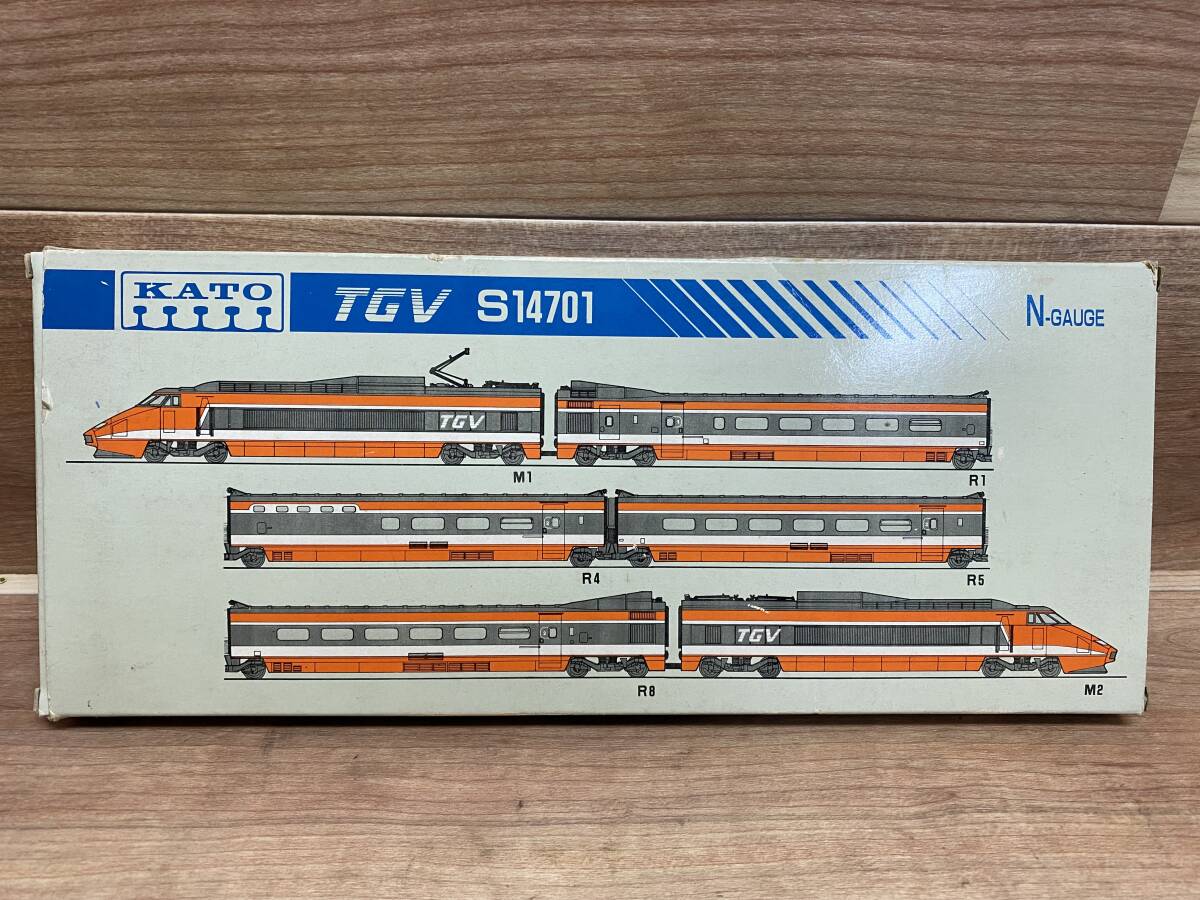 KATO
TGV S14701
N-GAUGE
TGV
M1
R1
R4
R5
TGV
R8
M2